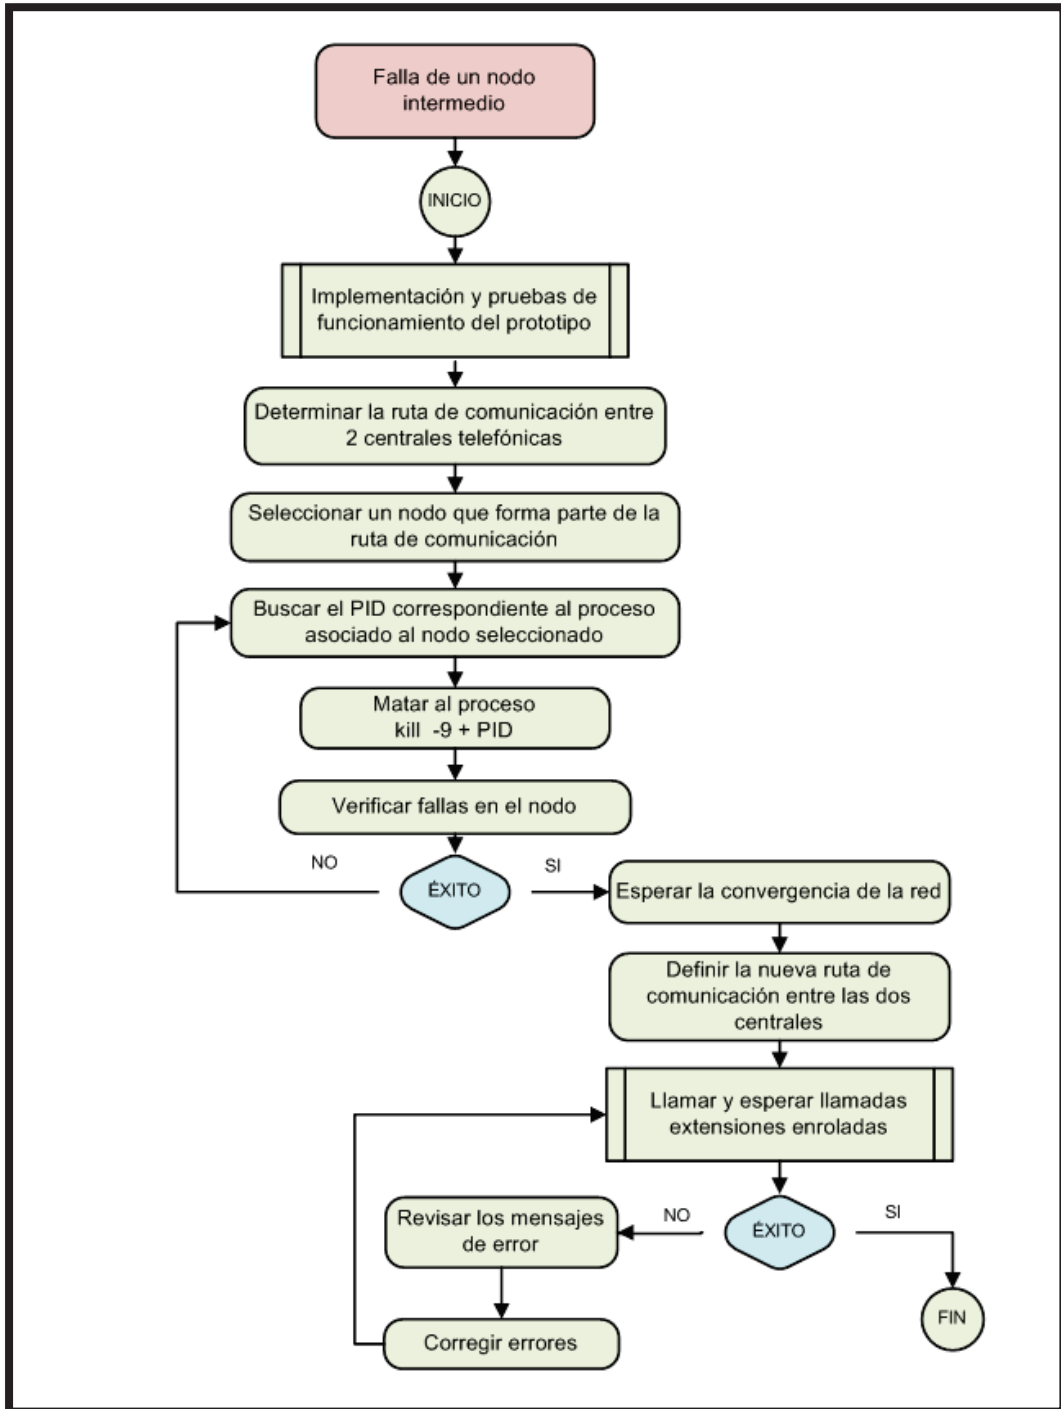 Falla de un nodo
intermedio
INICIO
Implementación y pruebas de
funcionamiento del prototipo
Determinar la ruta de comunicación entre
2 centrales telefónicas
Seleccionar un nodo que forma parte de la
ruta de comunicación
Buscar el PID correspondiente al proceso
asociado al nodo seleccionado
Matar al proceso
kill -9 + PID
Verificar fallas en el nodo
NO
ÉXITO
SI
Esperar la convergencia de la red
Definir la nueva ruta de
comunicación entre las dos
centrales
Llamar y esperar llamadas
extensiones enroladas
Revisar los mensajes
de error
NO
ÉXITO
SI
FIN
Corregir errores